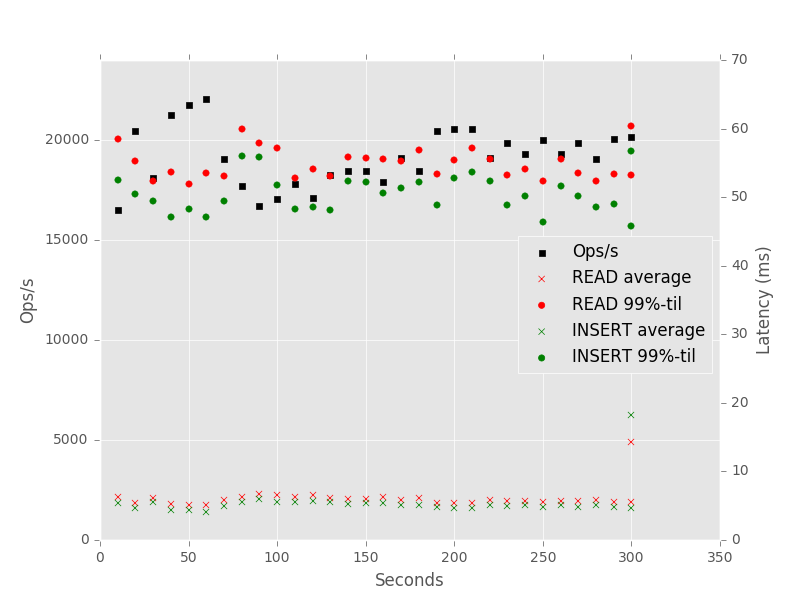 70
60
50
40
30
20
10
0
Latency (ms)
20000
15000
10000
5000
0
Ops/s
Ops/s
READ average
READ 99%-til
INSERT average
INSERT 99%-til
0 50 100 150 200 250 300 350
Seconds